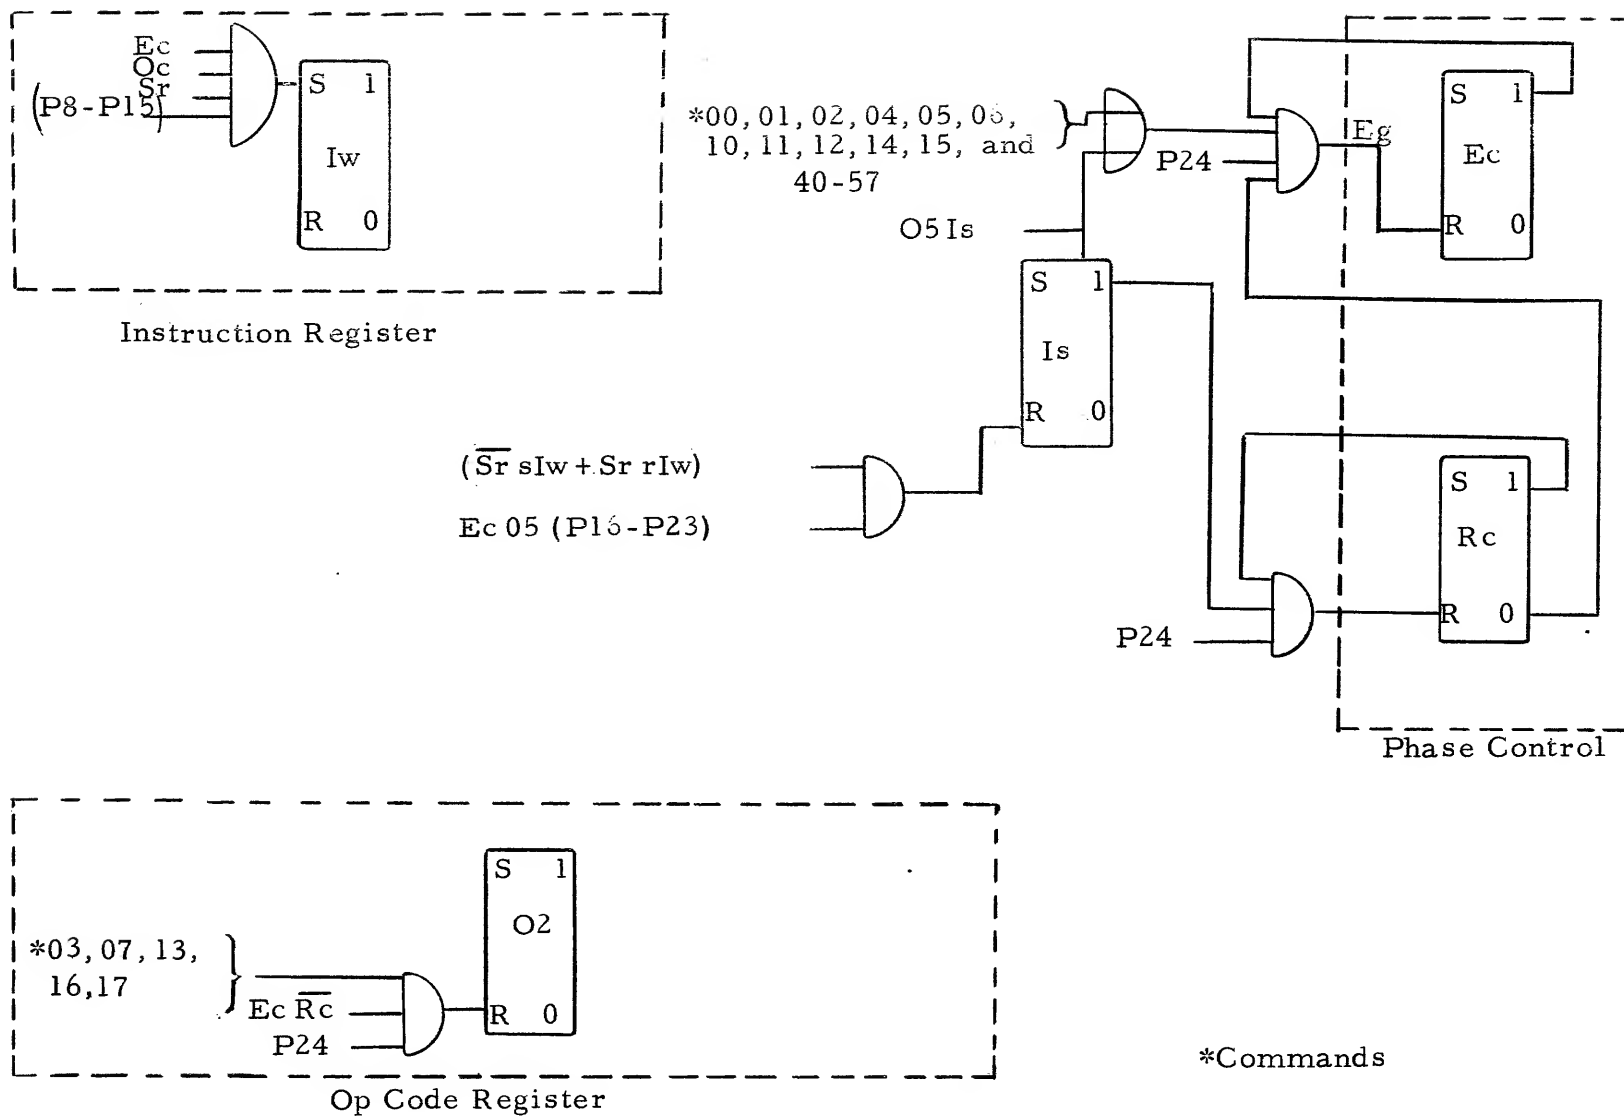 Ec
Oc
Sr
(P8-P15)
S 1
Iw
R 0
Instruction Register
*00, 01, 02, 04, 05, 06,
10, 11, 12, 14, 15, and
40-57
P24
Eg
S 1
Ec
R 0
O5 Is
S 1
Is
R 0
(S̅r̅ sIw + Sr rIw)
Ec 05 (P16-P23)
S 1
Rc
R 0
P24
Phase Control
S 1
O2
R 0
*03, 07, 13,
16, 17
Ec R̅c̅
P24
Op Code Register
*Commands